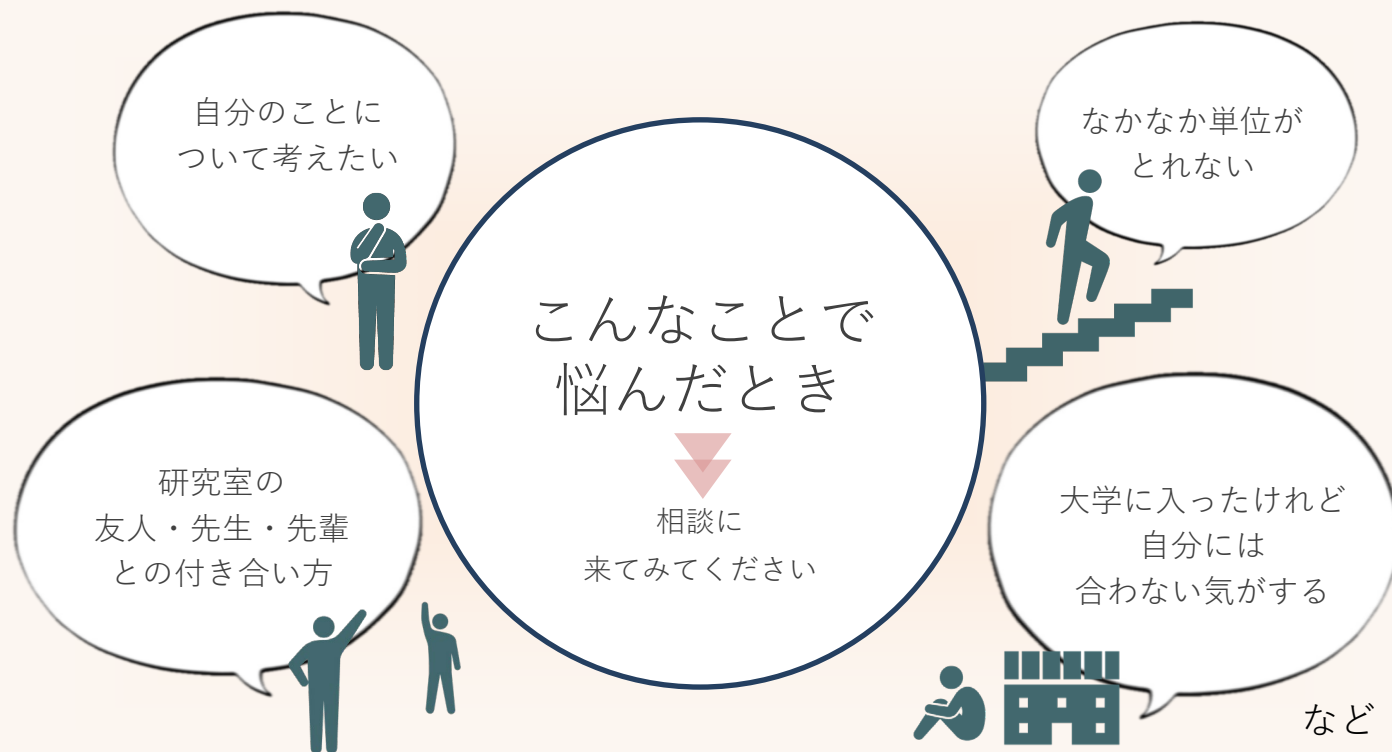 自分のことに
ついて考えたい
なかなか単位が
とれない
こんなことで
悩んだとき
相談に
来てみてください
研究室の
友人・先生・先輩
との付き合い方
大学に入ったけれど
自分には
合わない気がする
など